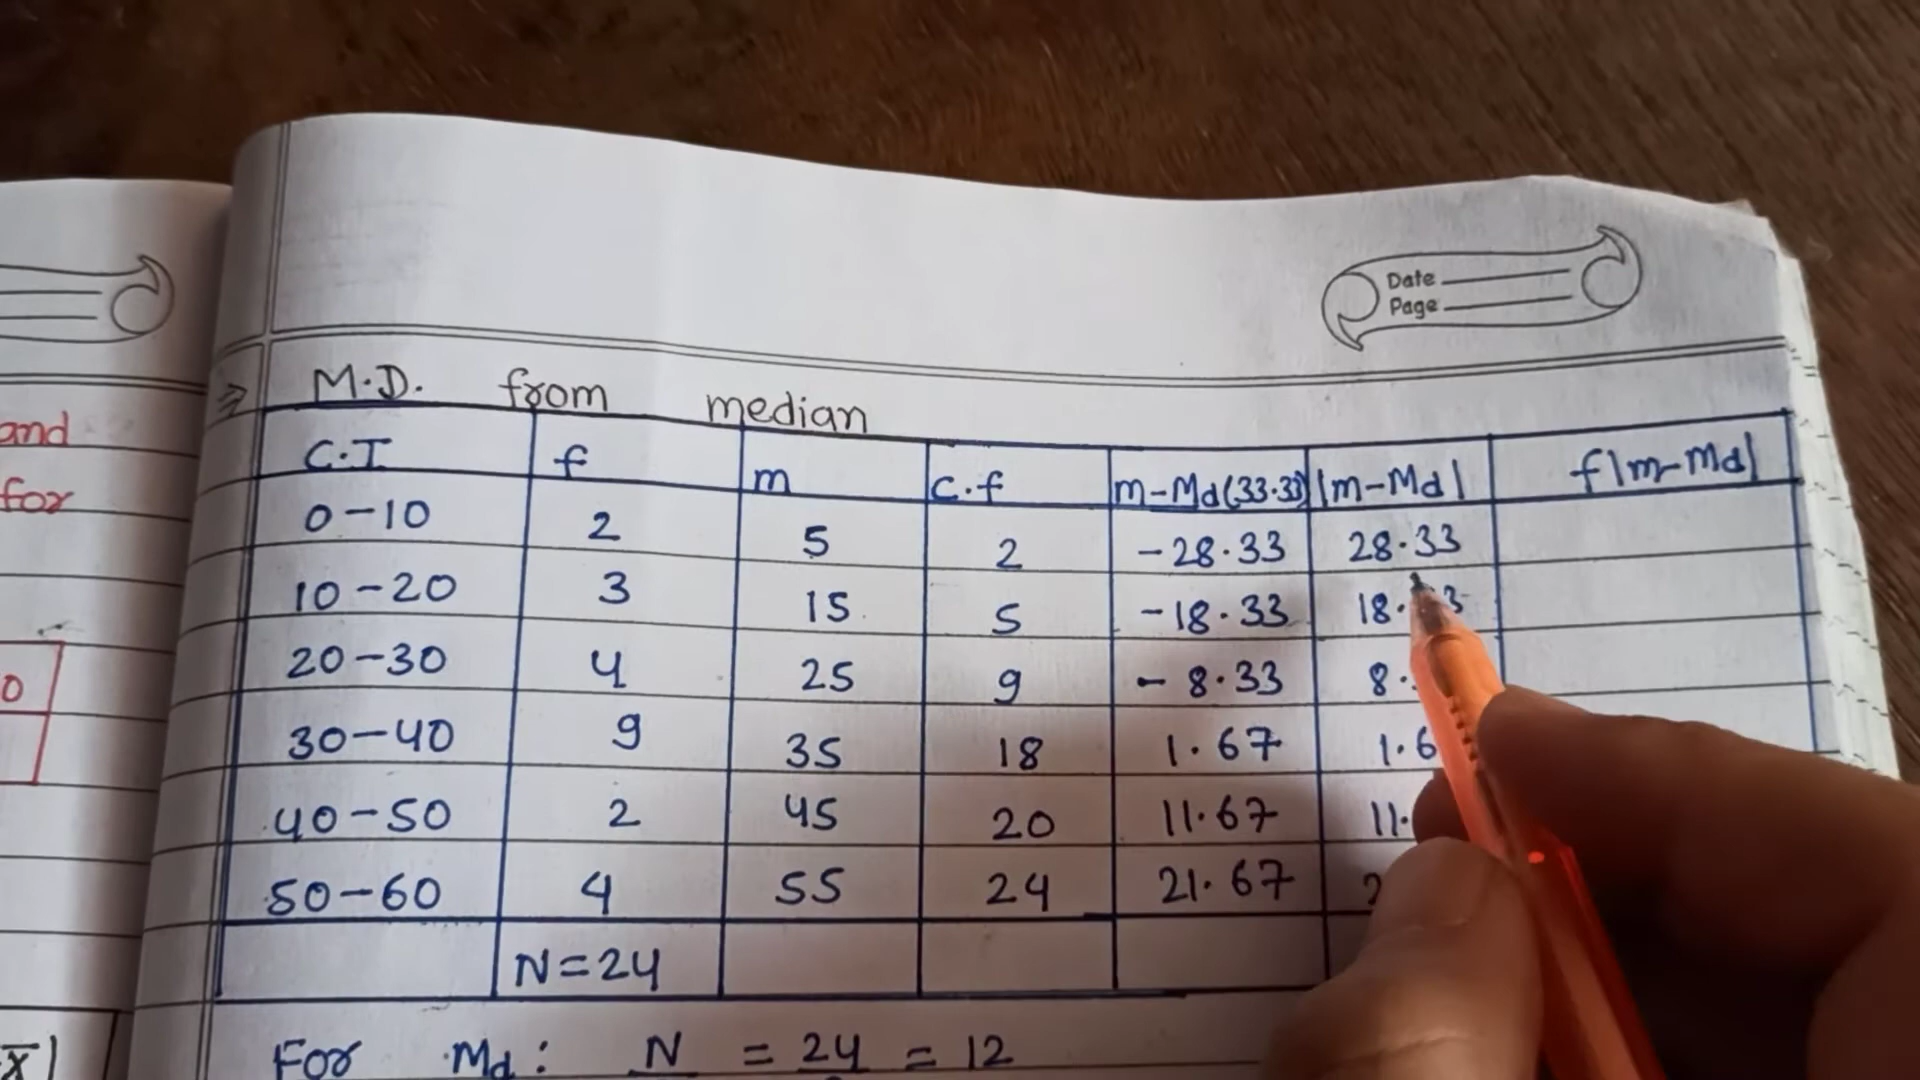 Date
Page
and
for
0
x̄|
⇒ M.D. from median
C.I f m c.f m-Md(33.33) |m-Md| f|m-Md|
0-10 2 5 2 -28.33 28.33
10-20 3 15 5 -18.33
20-30 4 25 9 -8.33
30-40 9 35 18 1.67
40-50 2 45 20 11.67
50-60 4 55 24 21.67
N=24
For Md: N = 24 = 12